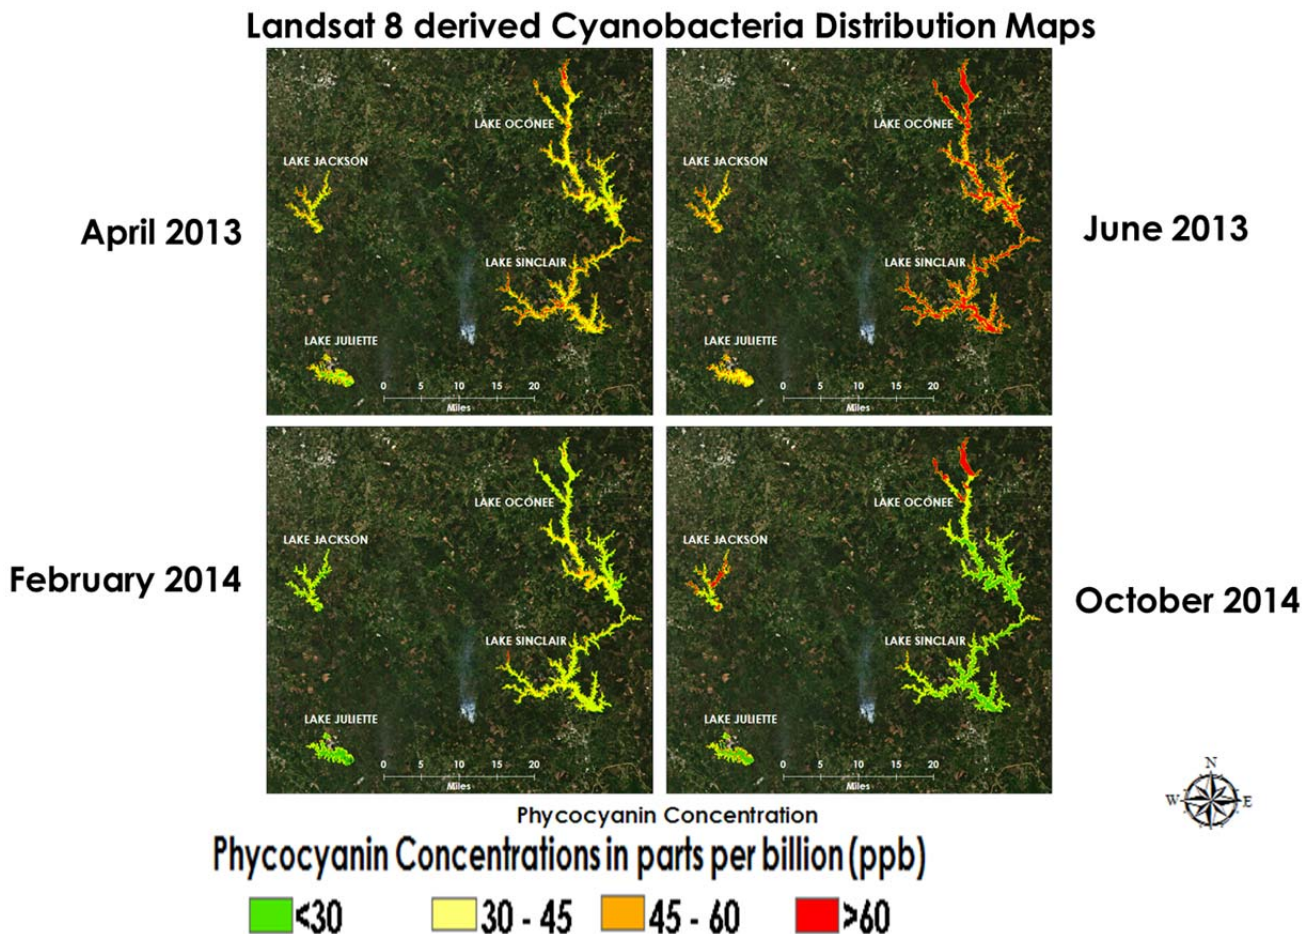 Landsat 8 derived Cyanobacteria Distribution Maps
April 2013
LAKE OCONEE
LAKE JACKSON
LAKE SINCLAIR
LAKE JULIETTE
0 5 10 15 20
Miles
June 2013
LAKE OCONEE
LAKE JACKSON
LAKE SINCLAIR
LAKE JULIETTE
0 5 10 15 20
Miles
February 2014
LAKE OCONEE
LAKE JACKSON
LAKE SINCLAIR
LAKE JULIETTE
0 5 10 15 20
Miles
October 2014
LAKE OCONEE
LAKE JACKSON
LAKE SINCLAIR
LAKE JULIETTE
0 5 10 15 20
Miles
N
W E
S
Phycocyanin Concentration
Phycocyanin Concentrations in parts per billion (ppb)
<30 30 - 45 45 - 60 >60